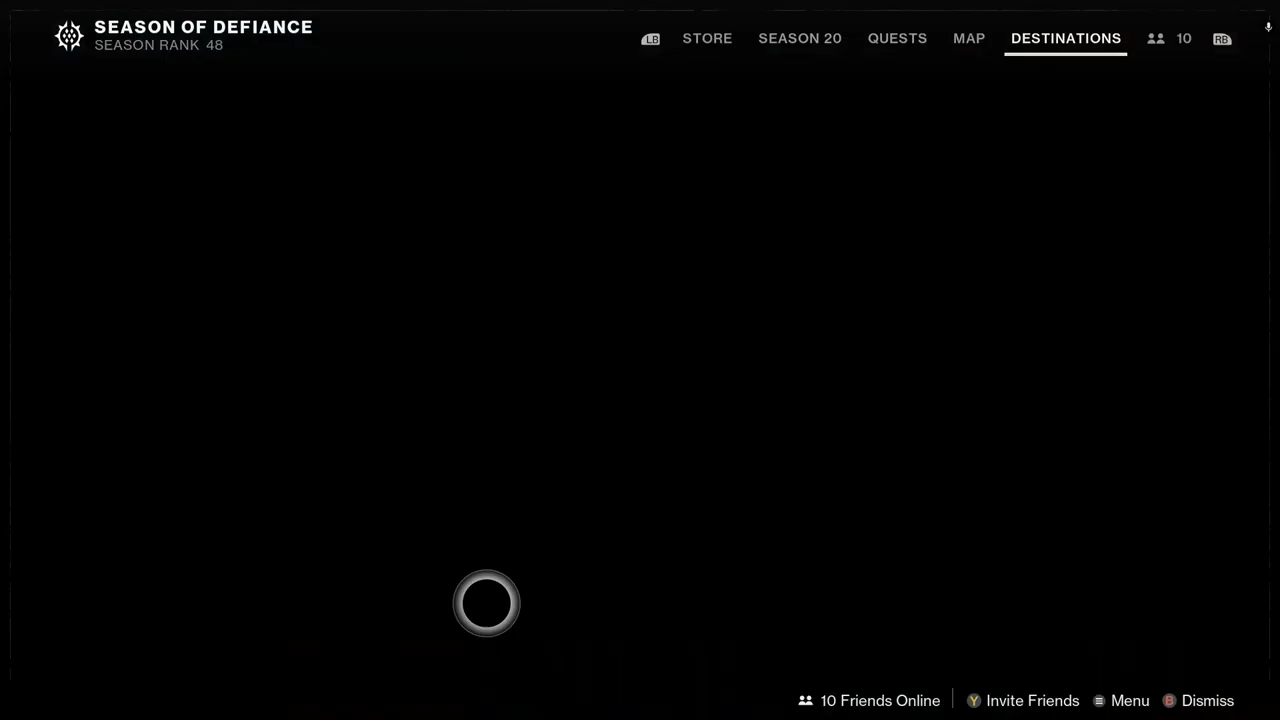 SEASON OF DEFIANCE
SEASON RANK 48
LB STORE SEASON 20 QUESTS MAP DESTINATIONS 10 RB
10 Friends Online Y Invite Friends Menu B Dismiss